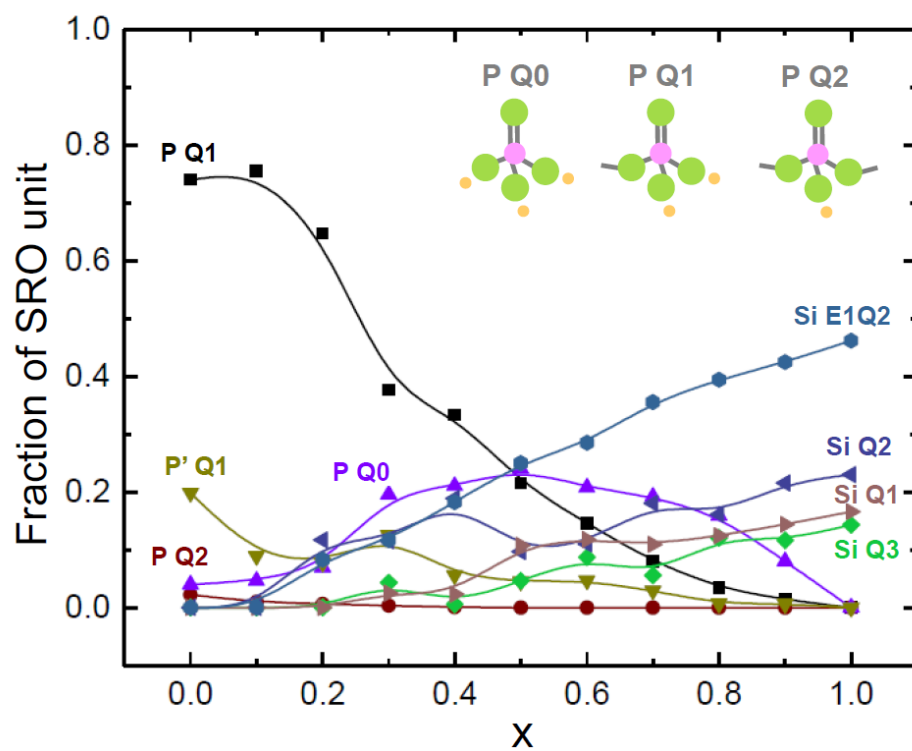 1.0
P Q0 P Q1 P Q2
0.8
P Q1
0.6
Si E1Q2
0.4
Si Q2
P' Q1
P Q0
0.2
Si Q1
P Q2
Si Q3
0.0
0.0 0.2 0.4 0.6 0.8 1.0
X
Fraction of SRO unit